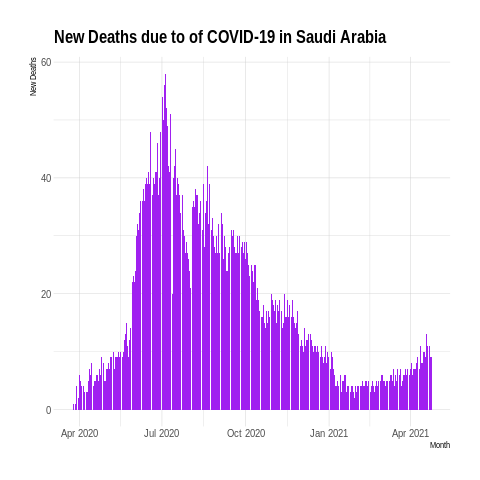 New Deaths due to of COVID-19 in Saudi Arabia
New Deaths
60
40
20
0
Apr 2020 Jul 2020 Oct 2020 Jan 2021 Apr 2021
Month